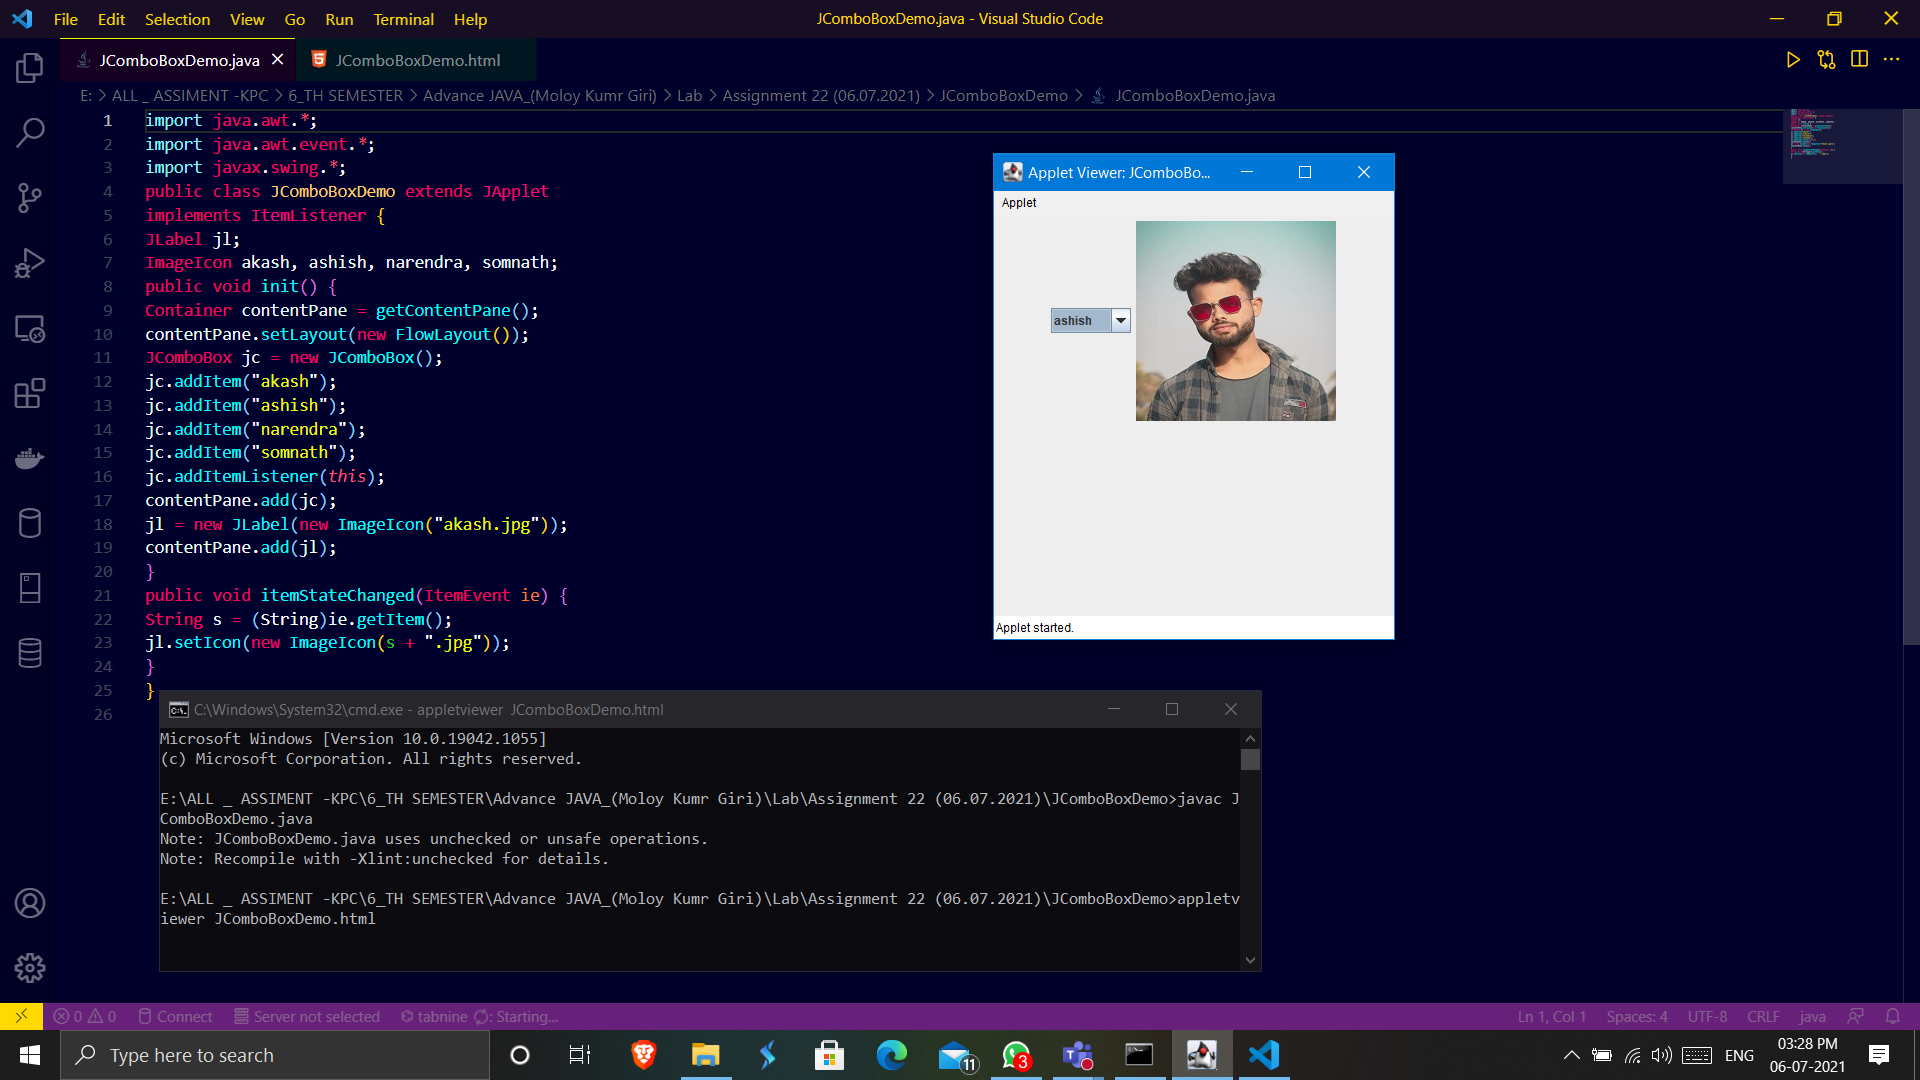 File Edit Selection View Go Run Terminal Help
JComboBoxDemo.java - Visual Studio Code
JComboBoxDemo.java
JComboBoxDemo.html
E: > ALL _ ASSIMENT -KPC > 6_TH SEMESTER > Advance JAVA_(Moloy Kumr Giri) > Lab > Assignment 22 (06.07.2021) > JComboBoxDemo > JComboBoxDemo.java
1 import java.awt.*;
2 import java.awt.event.*;
3 import javax.swing.*;
4 public class JComboBoxDemo extends JApplet
5 implements ItemListener {
6 JLabel jl;
7 ImageIcon akash, ashish, narendra, somnath;
8 public void init() {
9 Container contentPane = getContentPane();
10 contentPane.setLayout(new FlowLayout());
11 JComboBox jc = new JComboBox();
12 jc.addItem("akash");
13 jc.addItem("ashish");
14 jc.addItem("narendra");
15 jc.addItem("somnath");
16 jc.addItemListener(this);
17 contentPane.add(jc);
18 jl = new JLabel(new ImageIcon("akash.jpg"));
19 contentPane.add(jl);
20 }
21 public void itemStateChanged(ItemEvent ie) {
22 String s = (String)ie.getItem();
23 jl.setIcon(new ImageIcon(s + ".jpg"));
24 }
25 }
26
Applet Viewer: JComboBo...
Applet
ashish
Applet started.
C:\Windows\System32\cmd.exe - appletviewer JComboBoxDemo.html
Microsoft Windows [Version 10.0.19042.1055]
(c) Microsoft Corporation. All rights reserved.
E:\ALL _ ASSIMENT -KPC\6_TH SEMESTER\Advance JAVA_(Moloy Kumr Giri)\Lab\Assignment 22 (06.07.2021)\JComboBoxDemo>javac J
ComboBoxDemo.java
Note: JComboBoxDemo.java uses unchecked or unsafe operations.
Note: Recompile with -Xlint:unchecked for details.
E:\ALL _ ASSIMENT -KPC\6_TH SEMESTER\Advance JAVA_(Moloy Kumr Giri)\Lab\Assignment 22 (06.07.2021)\JComboBoxDemo>appletv
iewer JComboBoxDemo.html
0 0 Connect Server not selected tabnine : Starting...
Ln 1, Col 1 Spaces: 4 UTF-8 CRLF java
Type here to search
11
3
ENG
03:28 PM
06-07-2021